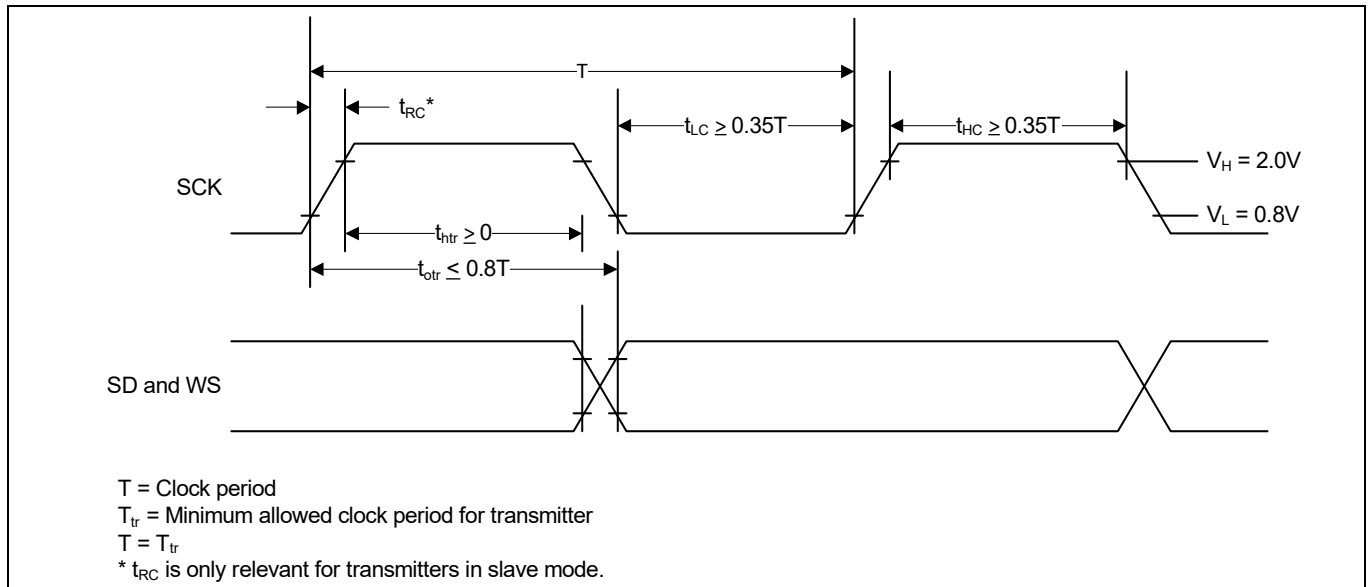 T
tRC*
tLC ≥ 0.35T
tHC ≥ 0.35T
VH = 2.0V
SCK
VL = 0.8V
thtr ≥ 0
totr ≤ 0.8T
SD and WS
T = Clock period
Ttr = Minimum allowed clock period for transmitter
T = Ttr
* tRC is only relevant for transmitters in slave mode.